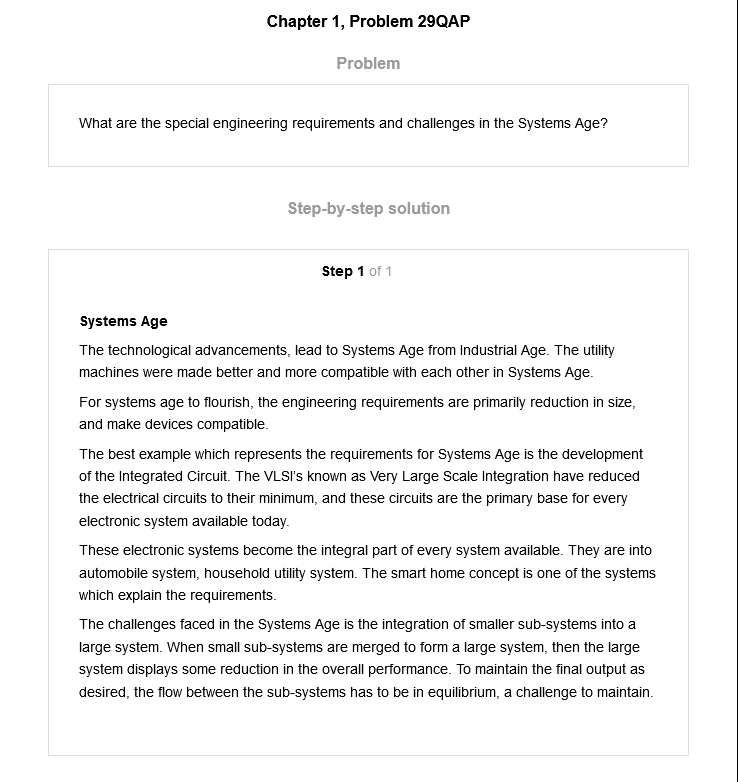 Chapter 1, Problem 29QAP
Problem
What are the special engineering requirements and challenges in the Systems Age?
Step-by-step solution
Step 1 of 1
Systems Age
The technological advancements, lead to Systems Age from Industrial Age. The utility
machines were made better and more compatible with each other in Systems Age.
For systems age to flourish, the engineering requirements are primarily reduction in size,
and make devices compatible.
The best example which represents the requirements for Systems Age is the development
of the Integrated Circuit. The VLSI's known as Very Large Scale Integration have reduced
the electrical circuits to their minimum, and these circuits are the primary base for every
electronic system available today.
These electronic systems become the integral part of every system available. They are into
automobile system, household utility system. The smart home concept is one of the systems
which explain the requirements.
The challenges faced in the Systems Age is the integration of smaller sub-systems into a
large system. When small sub-systems are merged to form a large system, then the large
system displays some reduction in the overall performance. To maintain the final output as
desired, the flow between the sub-systems has to be in equilibrium, a challenge to maintain.